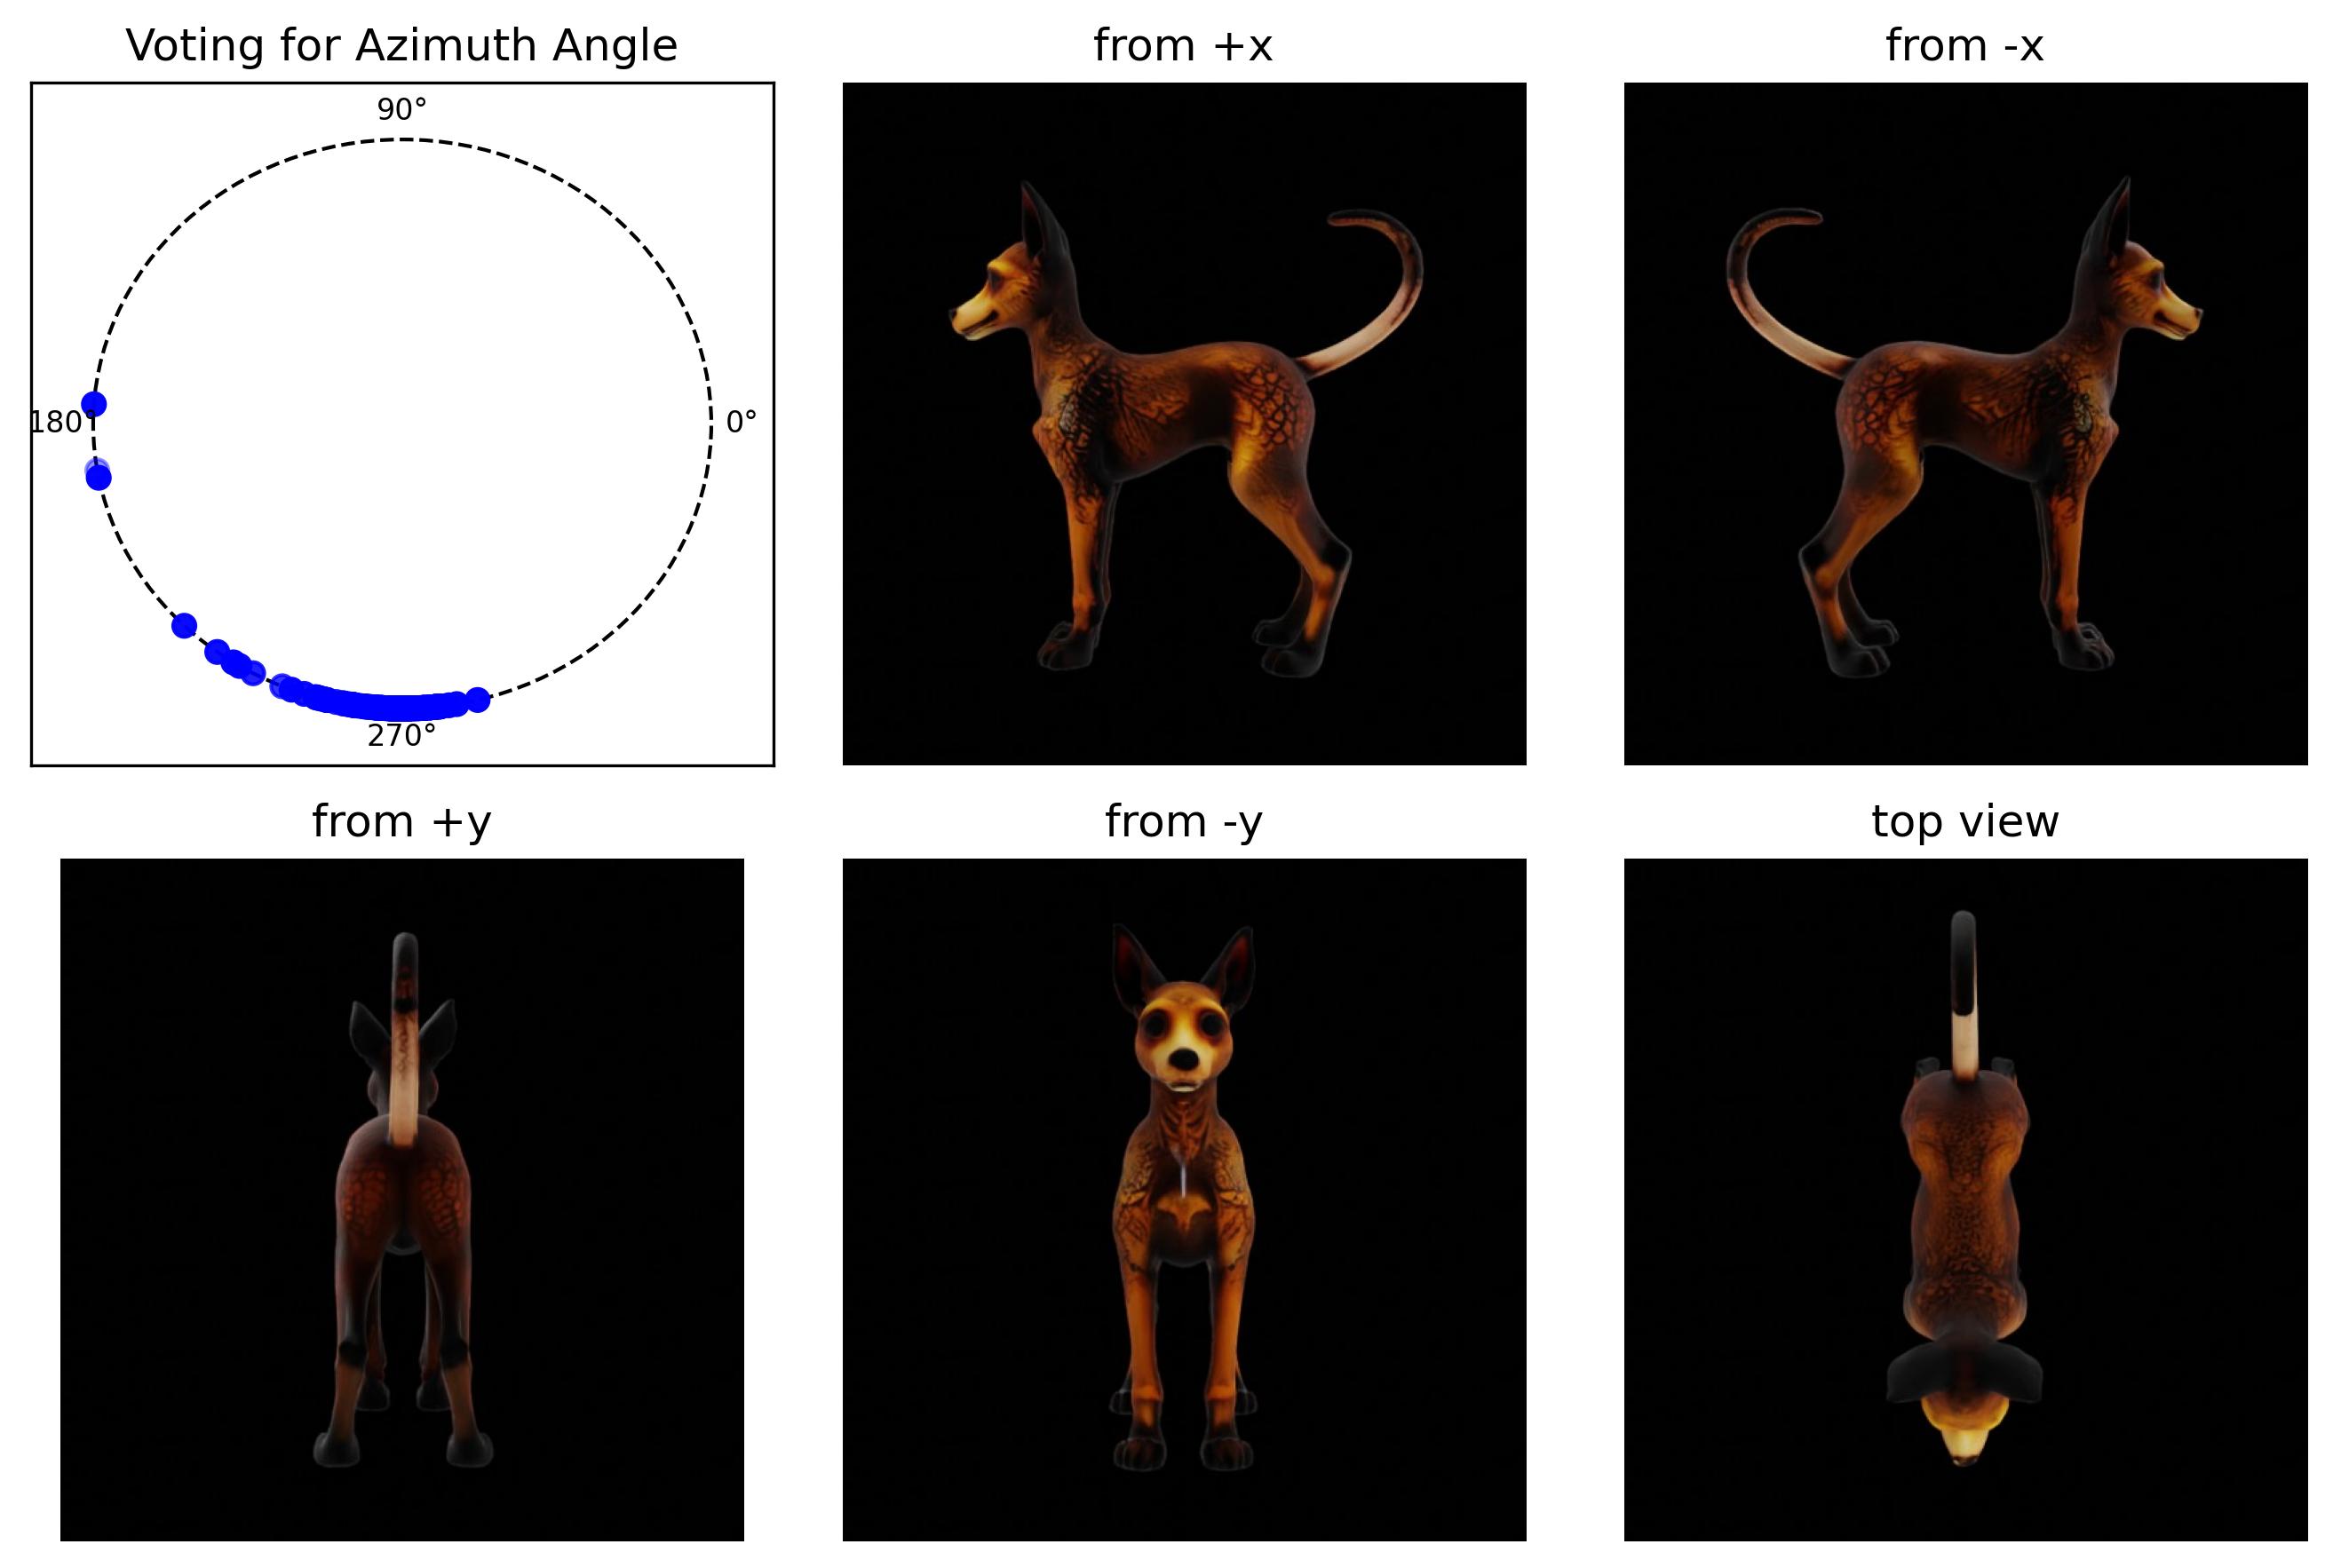 Voting for Azimuth Angle
from +x
from -x
90°
180°
0°
270°
from +y
from -y
top view